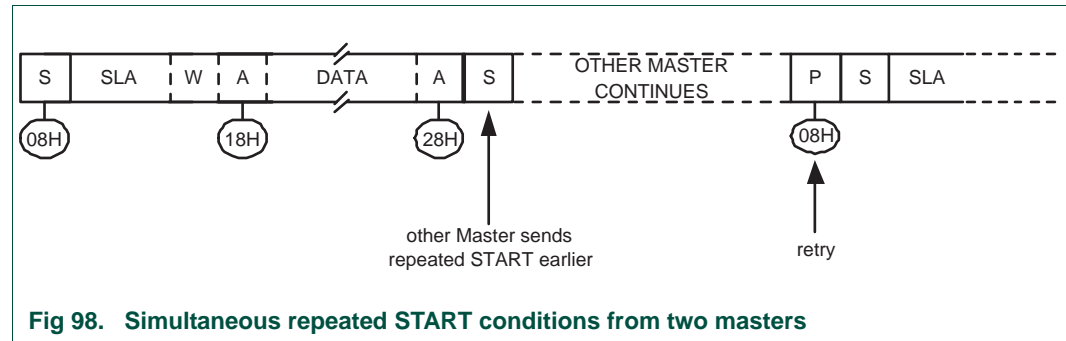 S SLA W A DATA A S OTHER MASTER CONTINUES P S SLA
08H 18H 28H 08H
other Master sends
repeated START earlier
retry
Fig 98. Simultaneous repeated START conditions from two masters